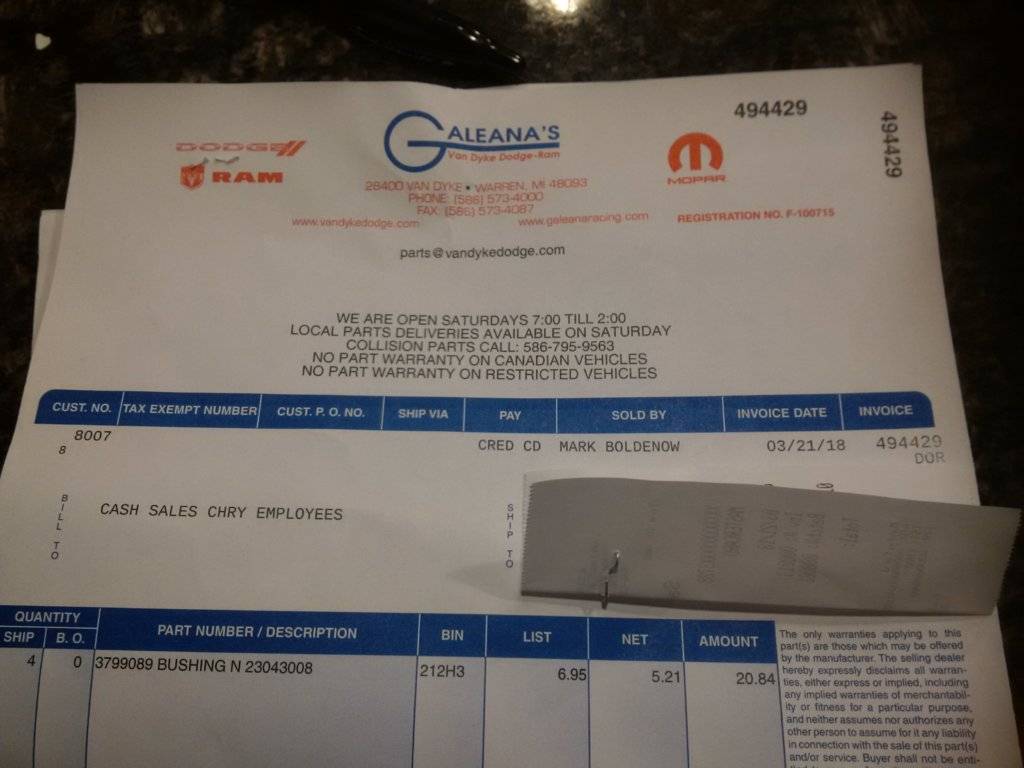 494429
494429
DODGE
RAM
GALEANA'S
Van Dyke Dodge-Ram
MOPAR
28400 VAN DYKE • WARREN, MI 48093
PHONE: (586) 573-4000
FAX: (586) 573-4087
www.vandykedodge.com www.galeanaracing.com
REGISTRATION NO. F-100715
parts@vandykedodge.com
WE ARE OPEN SATURDAYS 7:00 TILL 2:00
LOCAL PARTS DELIVERIES AVAILABLE ON SATURDAY
COLLISION PARTS CALL: 586-795-9563
NO PART WARRANTY ON CANADIAN VEHICLES
NO PART WARRANTY ON RESTRICTED VEHICLES
CUST. NO. TAX EXEMPT NUMBER CUST. P. O. NO. SHIP VIA PAY SOLD BY INVOICE DATE INVOICE
8007 CRED CD MARK BOLDENOW 03/21/18 494429
8 DOR
BILL TO
CASH SALES CHRY EMPLOYEES
SHIP TO
QUANTITY
SHIP B. O. PART NUMBER / DESCRIPTION BIN LIST NET AMOUNT
4 0 3799089 BUSHING N 23043008 212H3 6.95 5.21 20.84
The only warranties applying to this
part(s) are those which may be offered
by the manufacturer. The selling dealer
hereby expressly disclaims all warran-
ties, either express or implied, including
any implied warranties of merchantabil-
ity or fitness for a particular purpose,
and neither assumes nor authorizes any
other person to assume for it any liability
in connection with the sale of this part(s)
and/or service. Buyer shall not be enti-